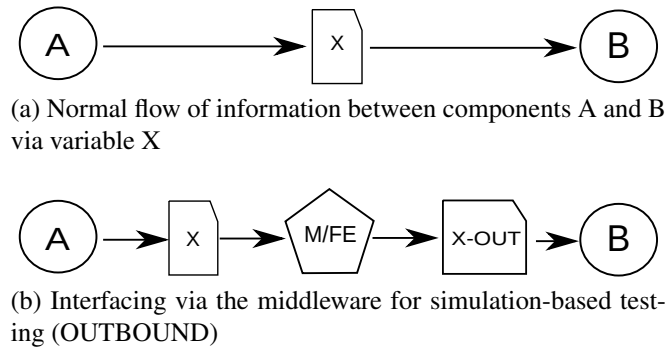 A X B
(a) Normal flow of information between components A and B
via variable X
A X M/FE X-OUT B
(b) Interfacing via the middleware for simulation-based test-
ing (OUTBOUND)